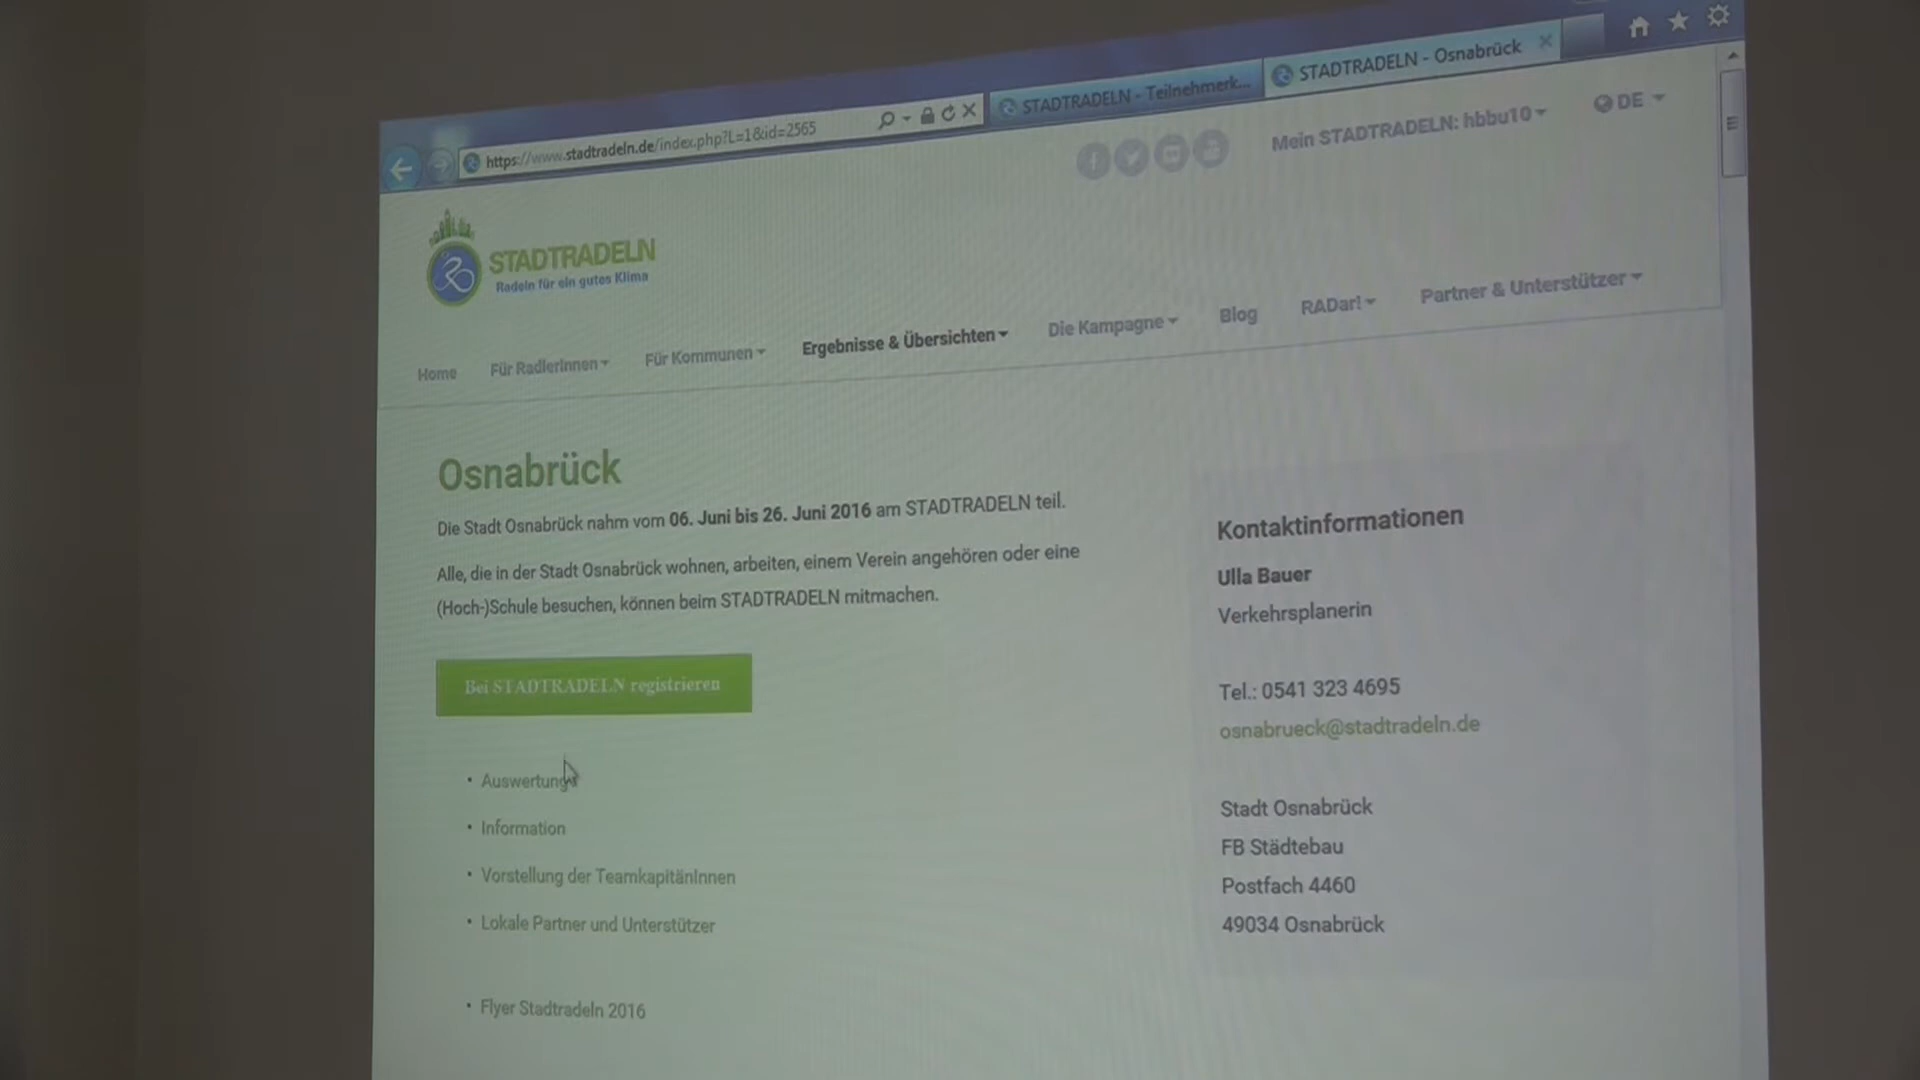 https://www.stadtradeln.de/index.php?L=1&id=2565
STADTRADELN - Teilnehmerk...
STADTRADELN - Osnabrück
Mein STADTRADELN: hbbu10
DE
STADTRADELN
Radeln für ein gutes Klima
Home
Für RadlerInnen
Für Kommunen
Ergebnisse & Übersichten
Die Kampagne
Blog
RADar!
Partner & Unterstützer
Osnabrück
Die Stadt Osnabrück nahm vom 06. Juni bis 26. Juni 2016 am STADTRADELN teil.
Alle, die in der Stadt Osnabrück wohnen, arbeiten, einem Verein angehören oder eine
(Hoch-)Schule besuchen, können beim STADTRADELN mitmachen.
Bei STADTRADELN registrieren
• Auswertung
• Information
• Vorstellung der TeamkapitänInnen
• Lokale Partner und Unterstützer
• Flyer Stadtradeln 2016
Kontaktinformationen
Ulla Bauer
Verkehrsplanerin
Tel.: 0541 323 4695
osnabrueck@stadtradeln.de
Stadt Osnabrück
FB Städtebau
Postfach 4460
49034 Osnabrück